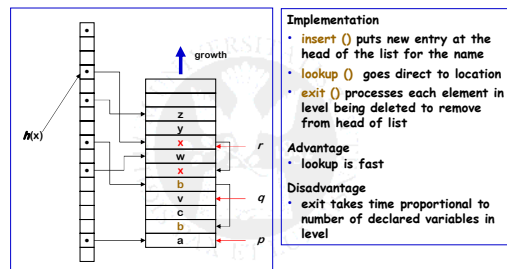 growth
h(x)
z
y
x
w
x
b
v
c
b
a
r
q
p
Implementation
• insert () puts new entry at the
head of the list for the name
• lookup () goes direct to location
• exit () processes each element in
level being deleted to remove
from head of list
Advantage
• lookup is fast
Disadvantage
• exit takes time proportional to
number of declared variables in
level